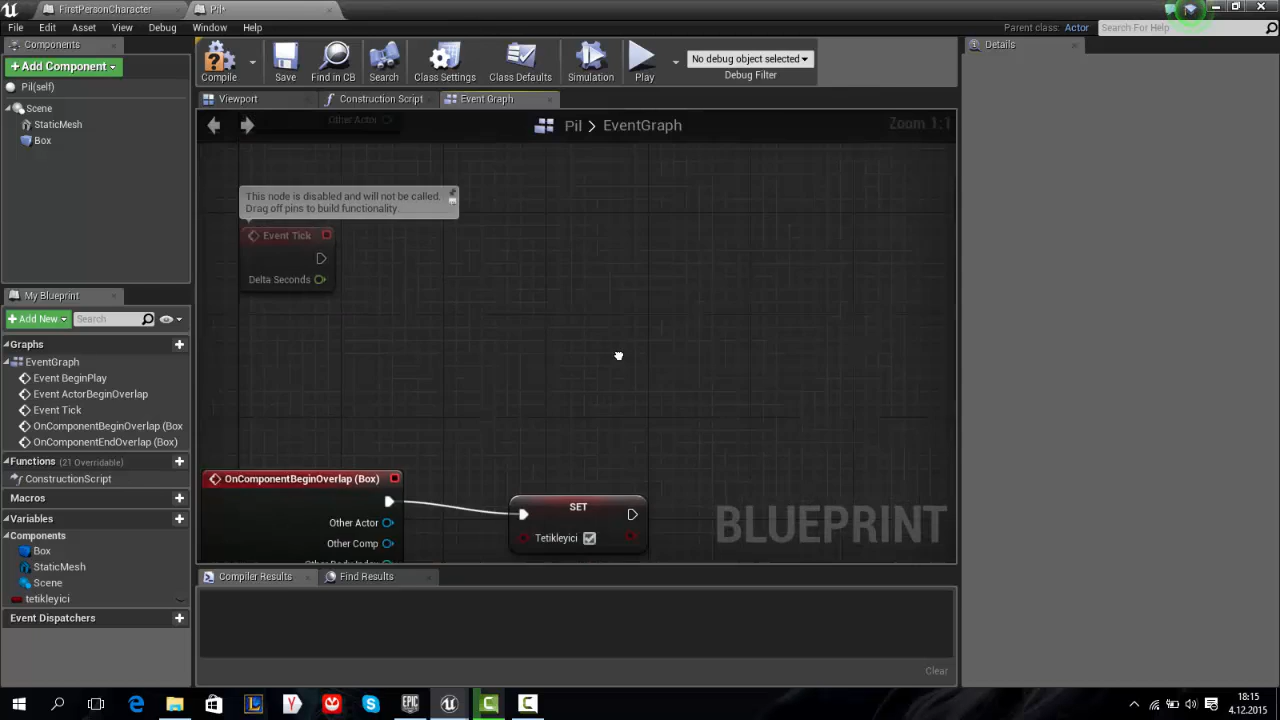 FirstPersonCharacter
Pil*
File
Edit
Asset
View
Debug
Window
Help
Parent class:
Actor
Search For Help
Components
Add Component
Pil(self)
Scene
StaticMesh
Box
Compile
Save
Find in CB
Search
Class Settings
Class Defaults
Simulation
Play
No debug object selected
Debug Filter
Details
Viewport
Construction Script
Event Graph
Pil > EventGraph
Zoom 1:1
Other Actor
This node is disabled and will not be called.
Drag off pins to build functionality.
Event Tick
Delta Seconds
OnComponentBeginOverlap (Box)
Other Actor
Other Comp
Other Body Index
SET
Tetikleyici
BLUEPRINT
My Blueprint
Add New
Search
Graphs
EventGraph
Event BeginPlay
Event ActorBeginOverlap
Event Tick
OnComponentBeginOverlap (Box
OnComponentEndOverlap (Box)
Functions (21 Overridable)
ConstructionScript
Macros
Variables
Components
Box
StaticMesh
Scene
tetikleyici
Event Dispatchers
Compiler Results
Find Results
Clear
EPIC
18:15
4.12.2015